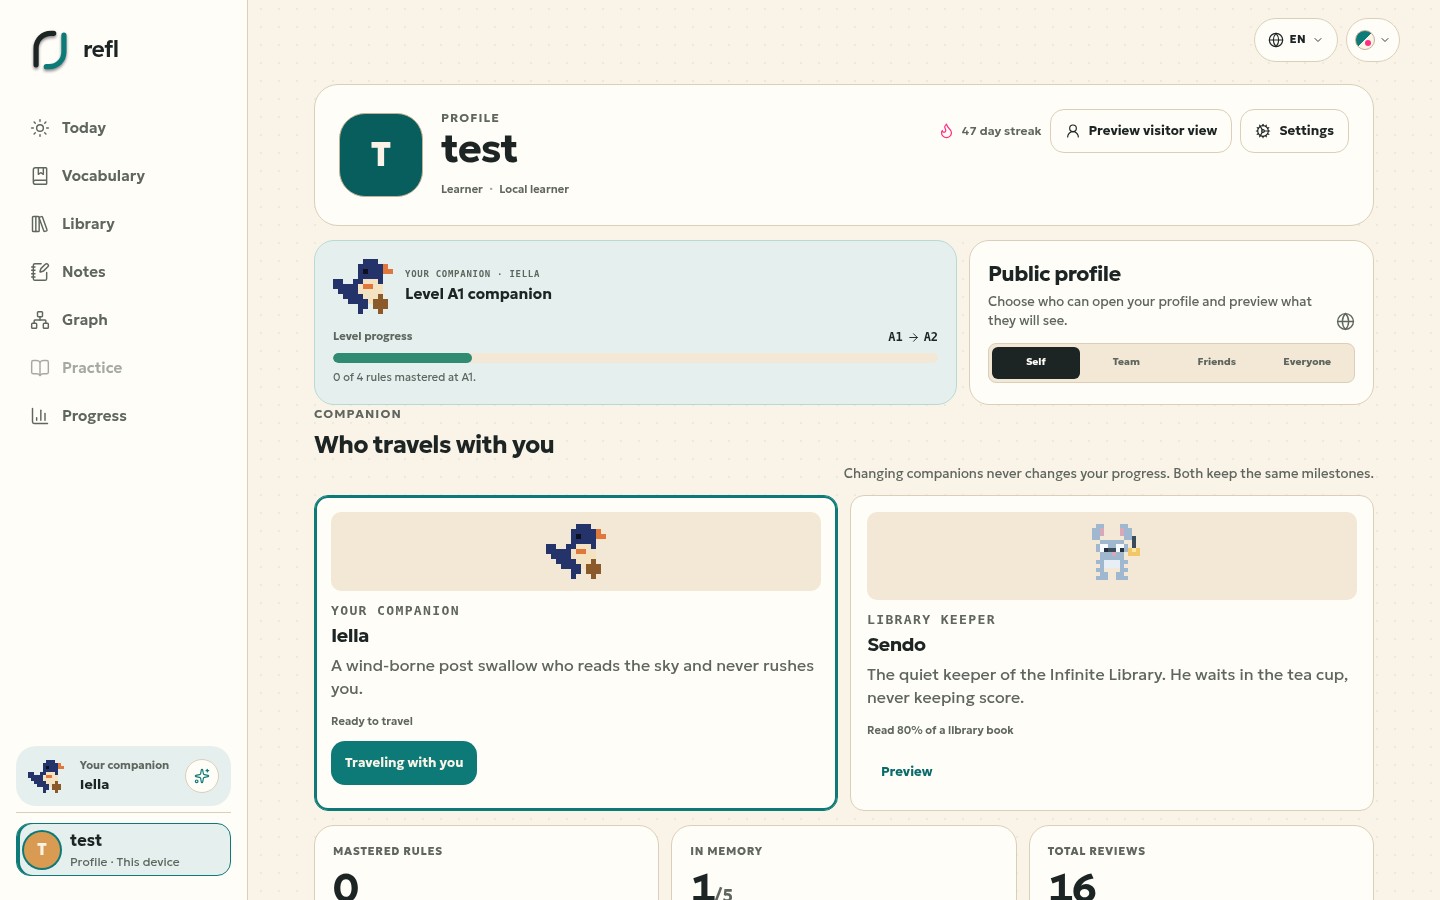 refl
Today
Vocabulary
Library
Notes
Graph
Practice
Progress
Your companion
Iella
T
test
Profile · This device
EN
T
PROFILE
test
Learner · Local learner
47 day streak
Preview visitor view
Settings
YOUR COMPANION · IELLA
Level A1 companion
Level progress
A1 → A2
0 of 4 rules mastered at A1.
Public profile
Choose who can open your profile and preview what
they will see.
Self
Team
Friends
Everyone
COMPANION
Who travels with you
Changing companions never changes your progress. Both keep the same milestones.
YOUR COMPANION
Iella
A wind-borne post swallow who reads the sky and never rushes
you.
Ready to travel
Traveling with you
LIBRARY KEEPER
Sendo
The quiet keeper of the Infinite Library. He waits in the tea cup,
never keeping score.
Read 80% of a library book
Preview
MASTERED RULES
0
IN MEMORY
1/5
TOTAL REVIEWS
16